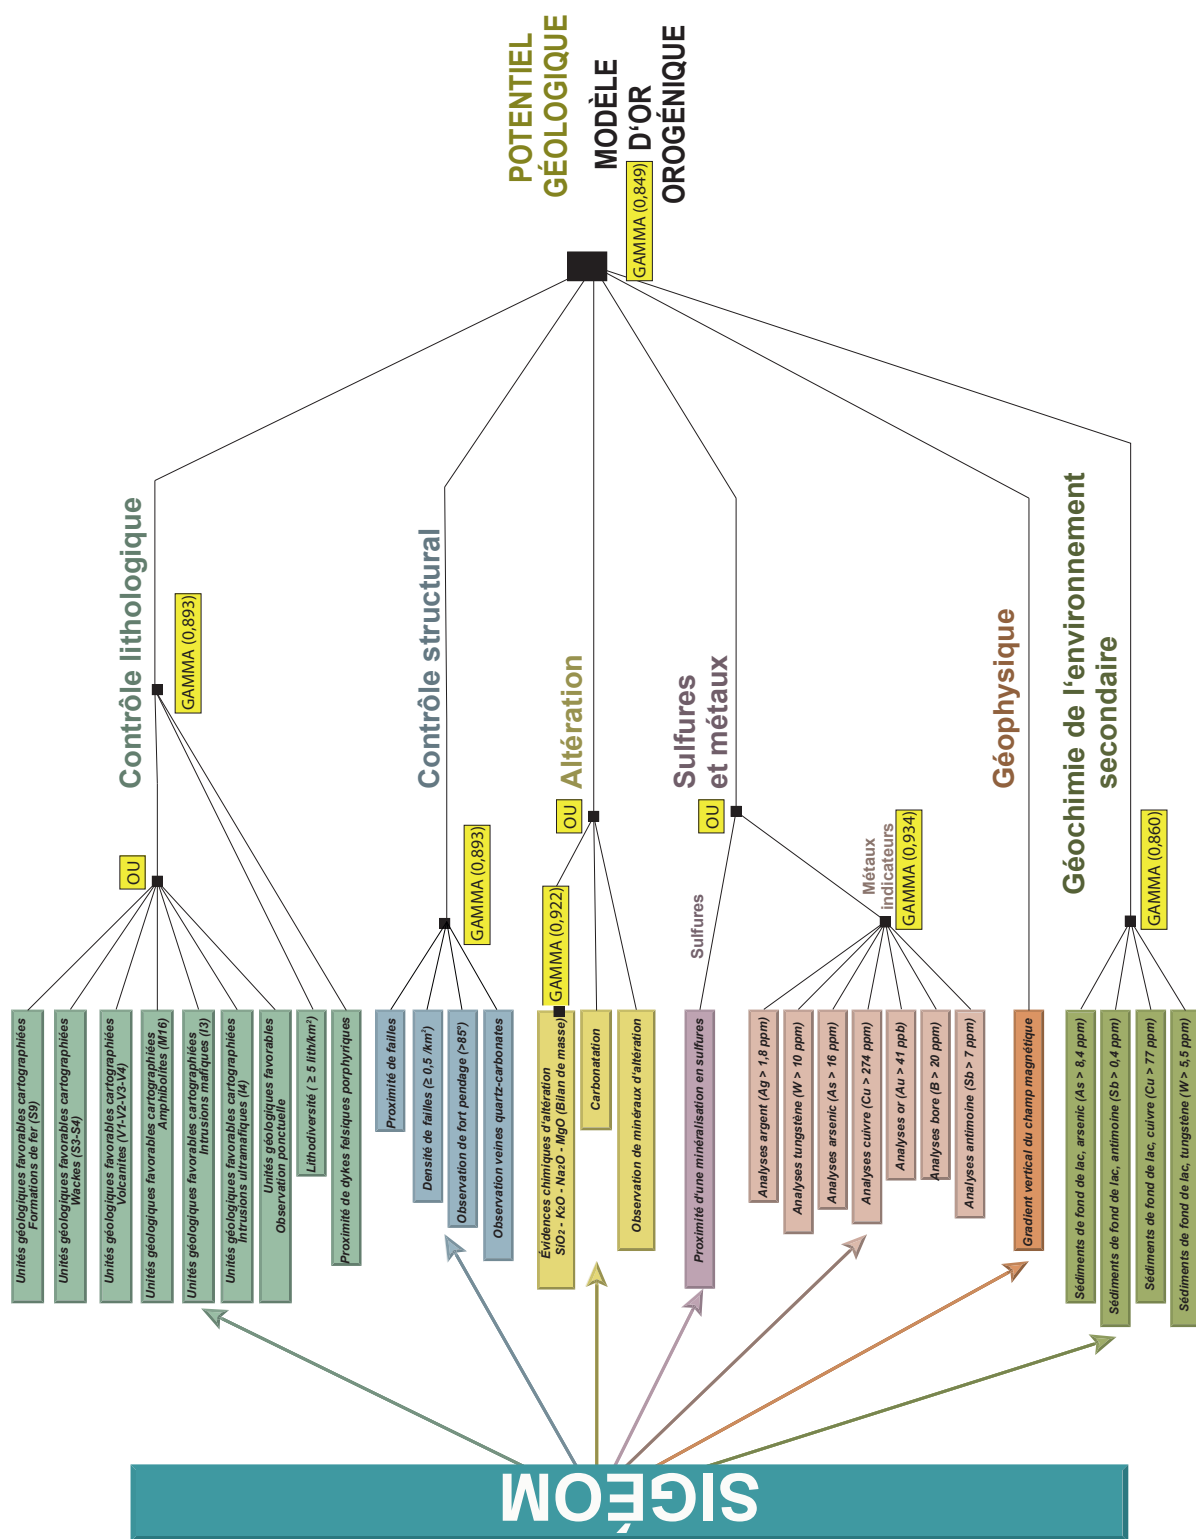 SIGÉOM
Unités géologiques favorables cartographiées
Formations de fer (S9)
Unités géologiques favorables cartographiées
Wackes (S3-S4)
Unités géologiques favorables cartographiées
Volcanites (V1-V2-V3-V4)
Unités géologiques favorables cartographiées
Amphibolites (M16)
Unités géologiques favorables cartographiées
Intrusions mafiques (I3)
Unités géologiques favorables cartographiées
Intrusions ultramafiques (I4)
Unités géologiques favorables
Observation ponctuelle
Lithodiversité ( ≥ 5 lith/km²)
Proximité de dykes felsiques porphyriques
OU
GAMMA (0,893)
Contrôle lithologique
Proximité de failles
Densité de failles (≥ 0,5 /km²)
Observation de fort pendage (>85°)
Observation veines quartz-carbonates
GAMMA (0,893)
Contrôle structural
Évidences chimiques d'altération
SiO₂ - K₂O - Na₂O - MgO (Bilan de masse)
Carbonatation
Observation de minéraux d'altération
GAMMA (0,922)
OU
Altération
Proximité d'une minéralisation en sulfures
Sulfures
Analyses argent (Ag > 1,8 ppm)
Analyses tungstène (W > 10 ppm)
Analyses arsenic (As > 16 ppm)
Analyses cuivre (Cu > 274 ppm)
Analyses or (Au > 41 ppb)
Analyses bore (B > 20 ppm)
Analyses antimoine (Sb > 7 ppm)
Métaux
indicateurs
GAMMA (0,934)
OU
Sulfures
et métaux
Gradient vertical du champ magnétique
Géophysique
Sédiments de fond de lac, arsenic (As > 8,4 ppm)
Sédiments de fond de lac, antimoine (Sb > 0,4 ppm)
Sédiments de fond de lac, cuivre (Cu > 77 ppm)
Sédiments de fond de lac, tungstène (W > 5,5 ppm)
GAMMA (0,860)
Géochimie de l'environnement
secondaire
POTENTIEL
GÉOLOGIQUE
MODÈLE
D'OR
OROGÉNIQUE
GAMMA (0,849)